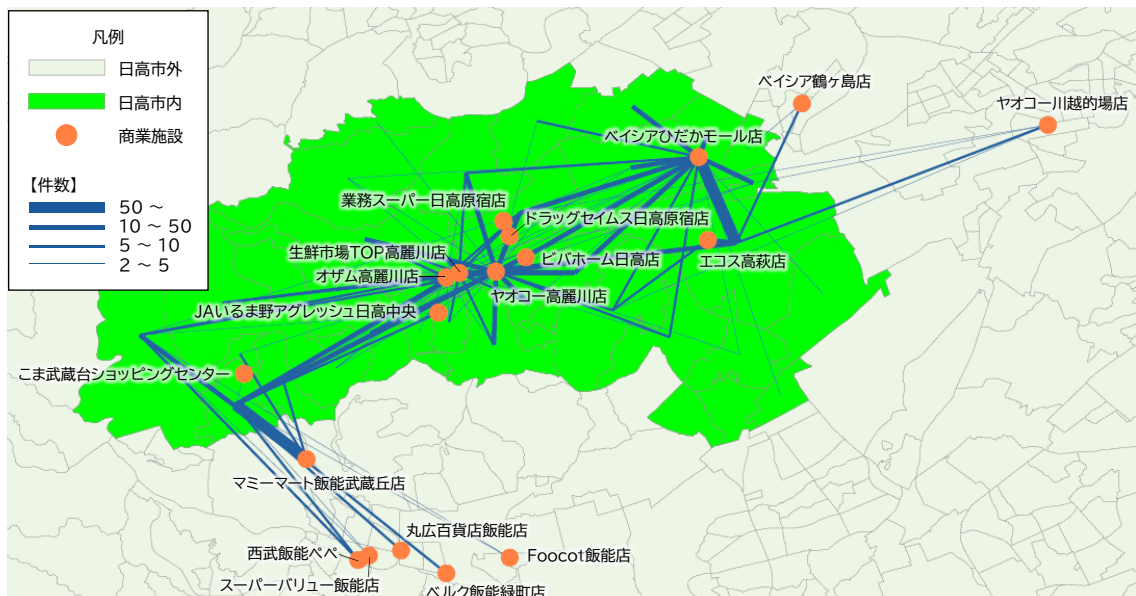 凡例
日高市外
日高市内
商業施設
【件数】
50 ~
10 ~ 50
5 ~ 10
2 ~ 5
ベイシア鶴ヶ島店
ヤオコー川越的場店
ベイシアひだかモール店
業務スーパー日高原宿店
ドラッグセイムス日高原宿店
生鮮市場TOP高麗川店
ビバホーム日高店
エコス高萩店
オザム高麗川店
ヤオコー高麗川店
JAいるま野アグレッシュ日高中央
こま武蔵台ショッピングセンター
マミーマート飯能武蔵丘店
丸広百貨店飯能店
西武飯能ペペ
Foocot飯能店
スーパーバリュー飯能店
ベルク飯能緑町店